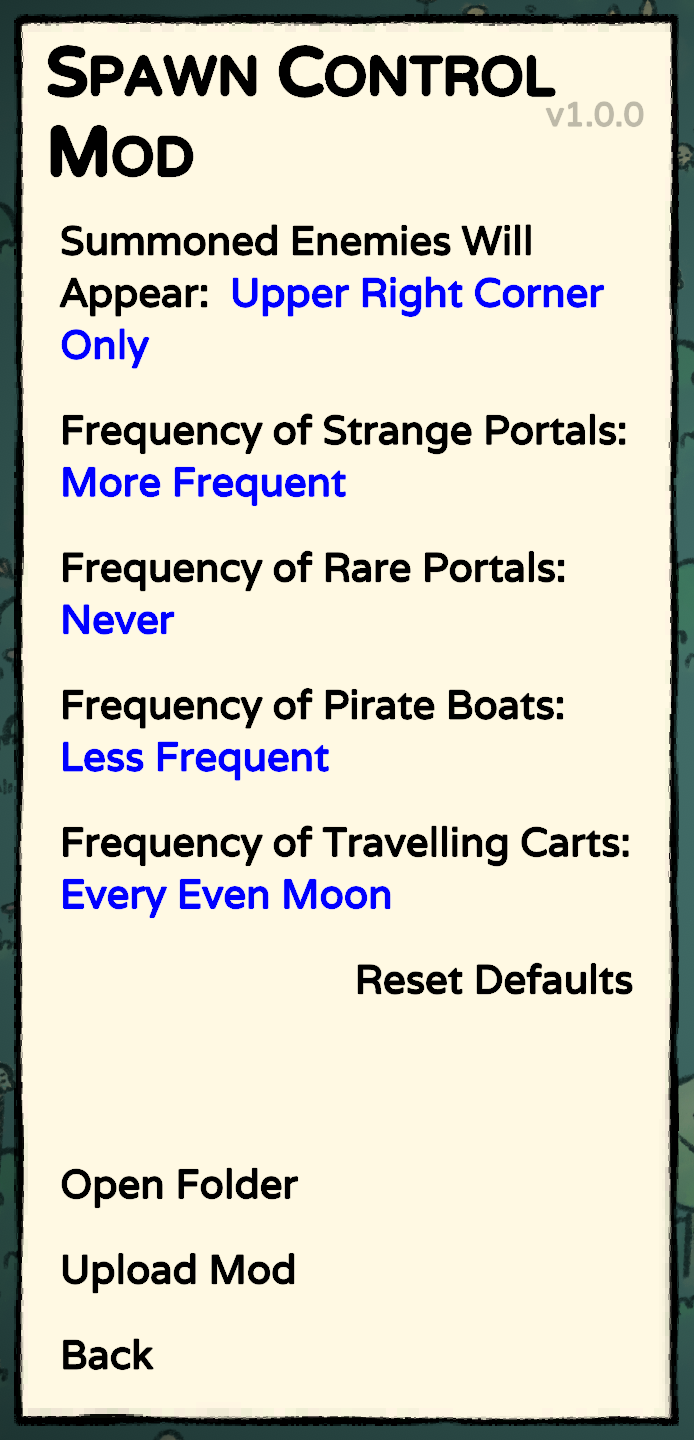 Spawn Control
v1.0.0
Mod
Summoned Enemies Will
Appear: Upper Right Corner
Only
Frequency of Strange Portals:
More Frequent
Frequency of Rare Portals:
Never
Frequency of Pirate Boats:
Less Frequent
Frequency of Travelling Carts:
Every Even Moon
Reset Defaults
Open Folder
Upload Mod
Back